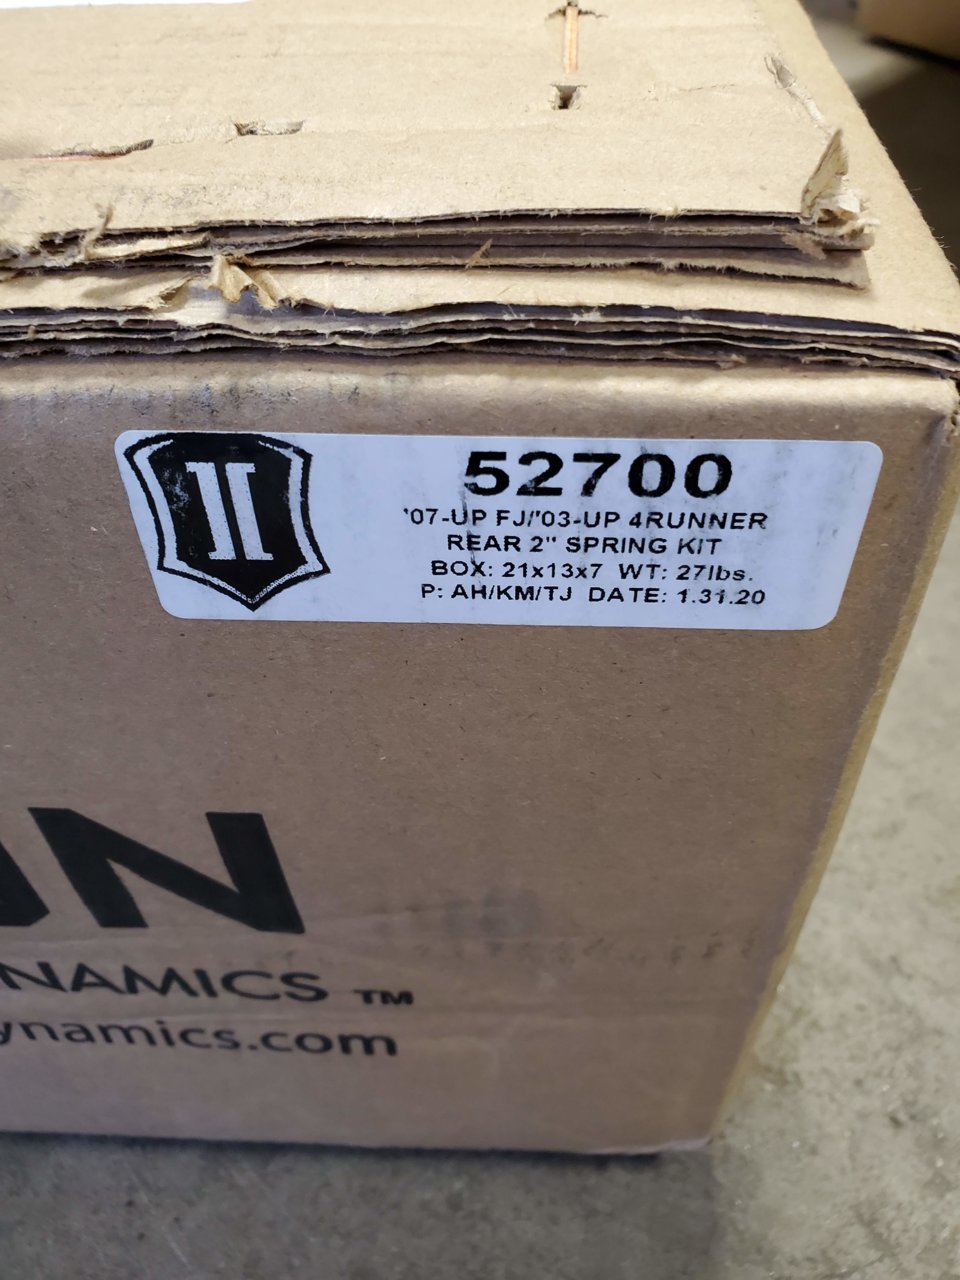 52700
'07-UP FJ/'03-UP 4RUNNER
REAR 2" SPRING KIT
BOX: 21x13x7 WT: 27lbs.
P: AH/KM/TJ DATE: 1.31.20
ON
NAMICS ™
ynamics.com